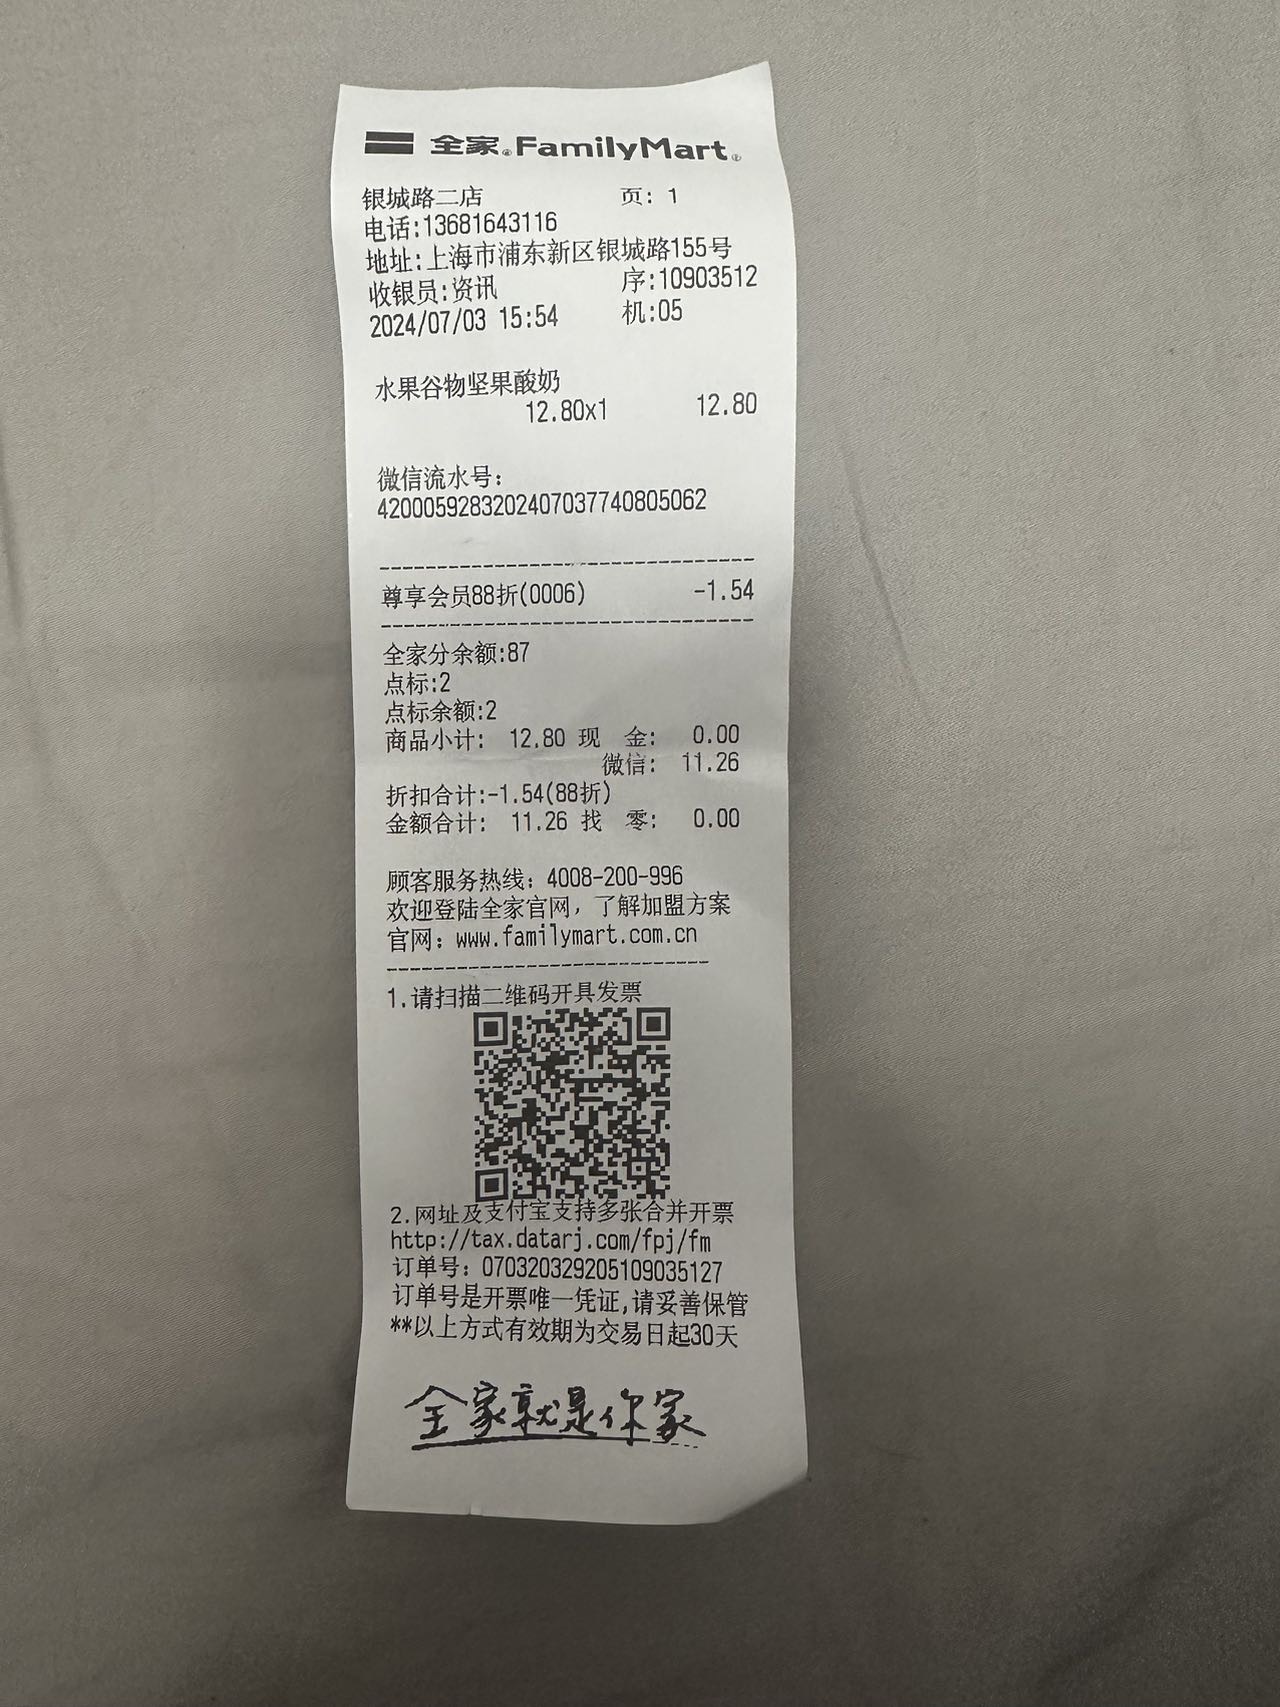 全家®FamilyMart®
银城路二店 页: 1
电话:13681643116
地址:上海市浦东新区银城路155号
收银员:资讯 序:10903512
2024/07/03 15:54 机:05
水果谷物坚果酸奶
12.80x1 12.80
微信流水号:
4200059283202407037740805062
--------------------------------
尊享会员88折(0006) -1.54
--------------------------------
全家分余额:87
点标:2
点标余额:2
商品小计: 12.80 现 金: 0.00
微信: 11.26
折扣合计:-1.54(88折)
金额合计: 11.26 找 零: 0.00
顾客服务热线: 4008-200-996
欢迎登陆全家官网，了解加盟方案
官网: www.familymart.com.cn
----------------------------
1.请扫描二维码开具发票
2.网址及支付宝支持多张合并开票
http://tax.datarj.com/fpj/fm
订单号: 070320329205109035127
订单号是开票唯一凭证,请妥善保管
**以上方式有效期为交易日起30天
全家就是你家